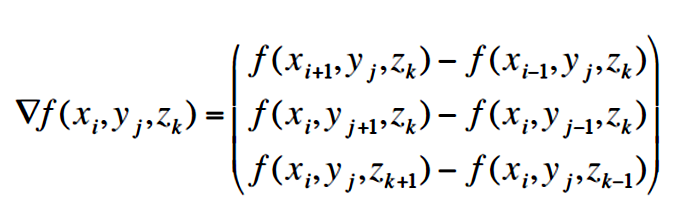 f(x_{i+1}, y_j, z_k) − f(x_{i−1}, y_j, z_k)
∇f(x_i, y_j, z_k) = f(x_i, y_{j+1}, z_k) − f(x_i, y_{j−1}, z_k)
f(x_i, y_j, z_{k+1}) − f(x_i, y_j, z_{k−1})